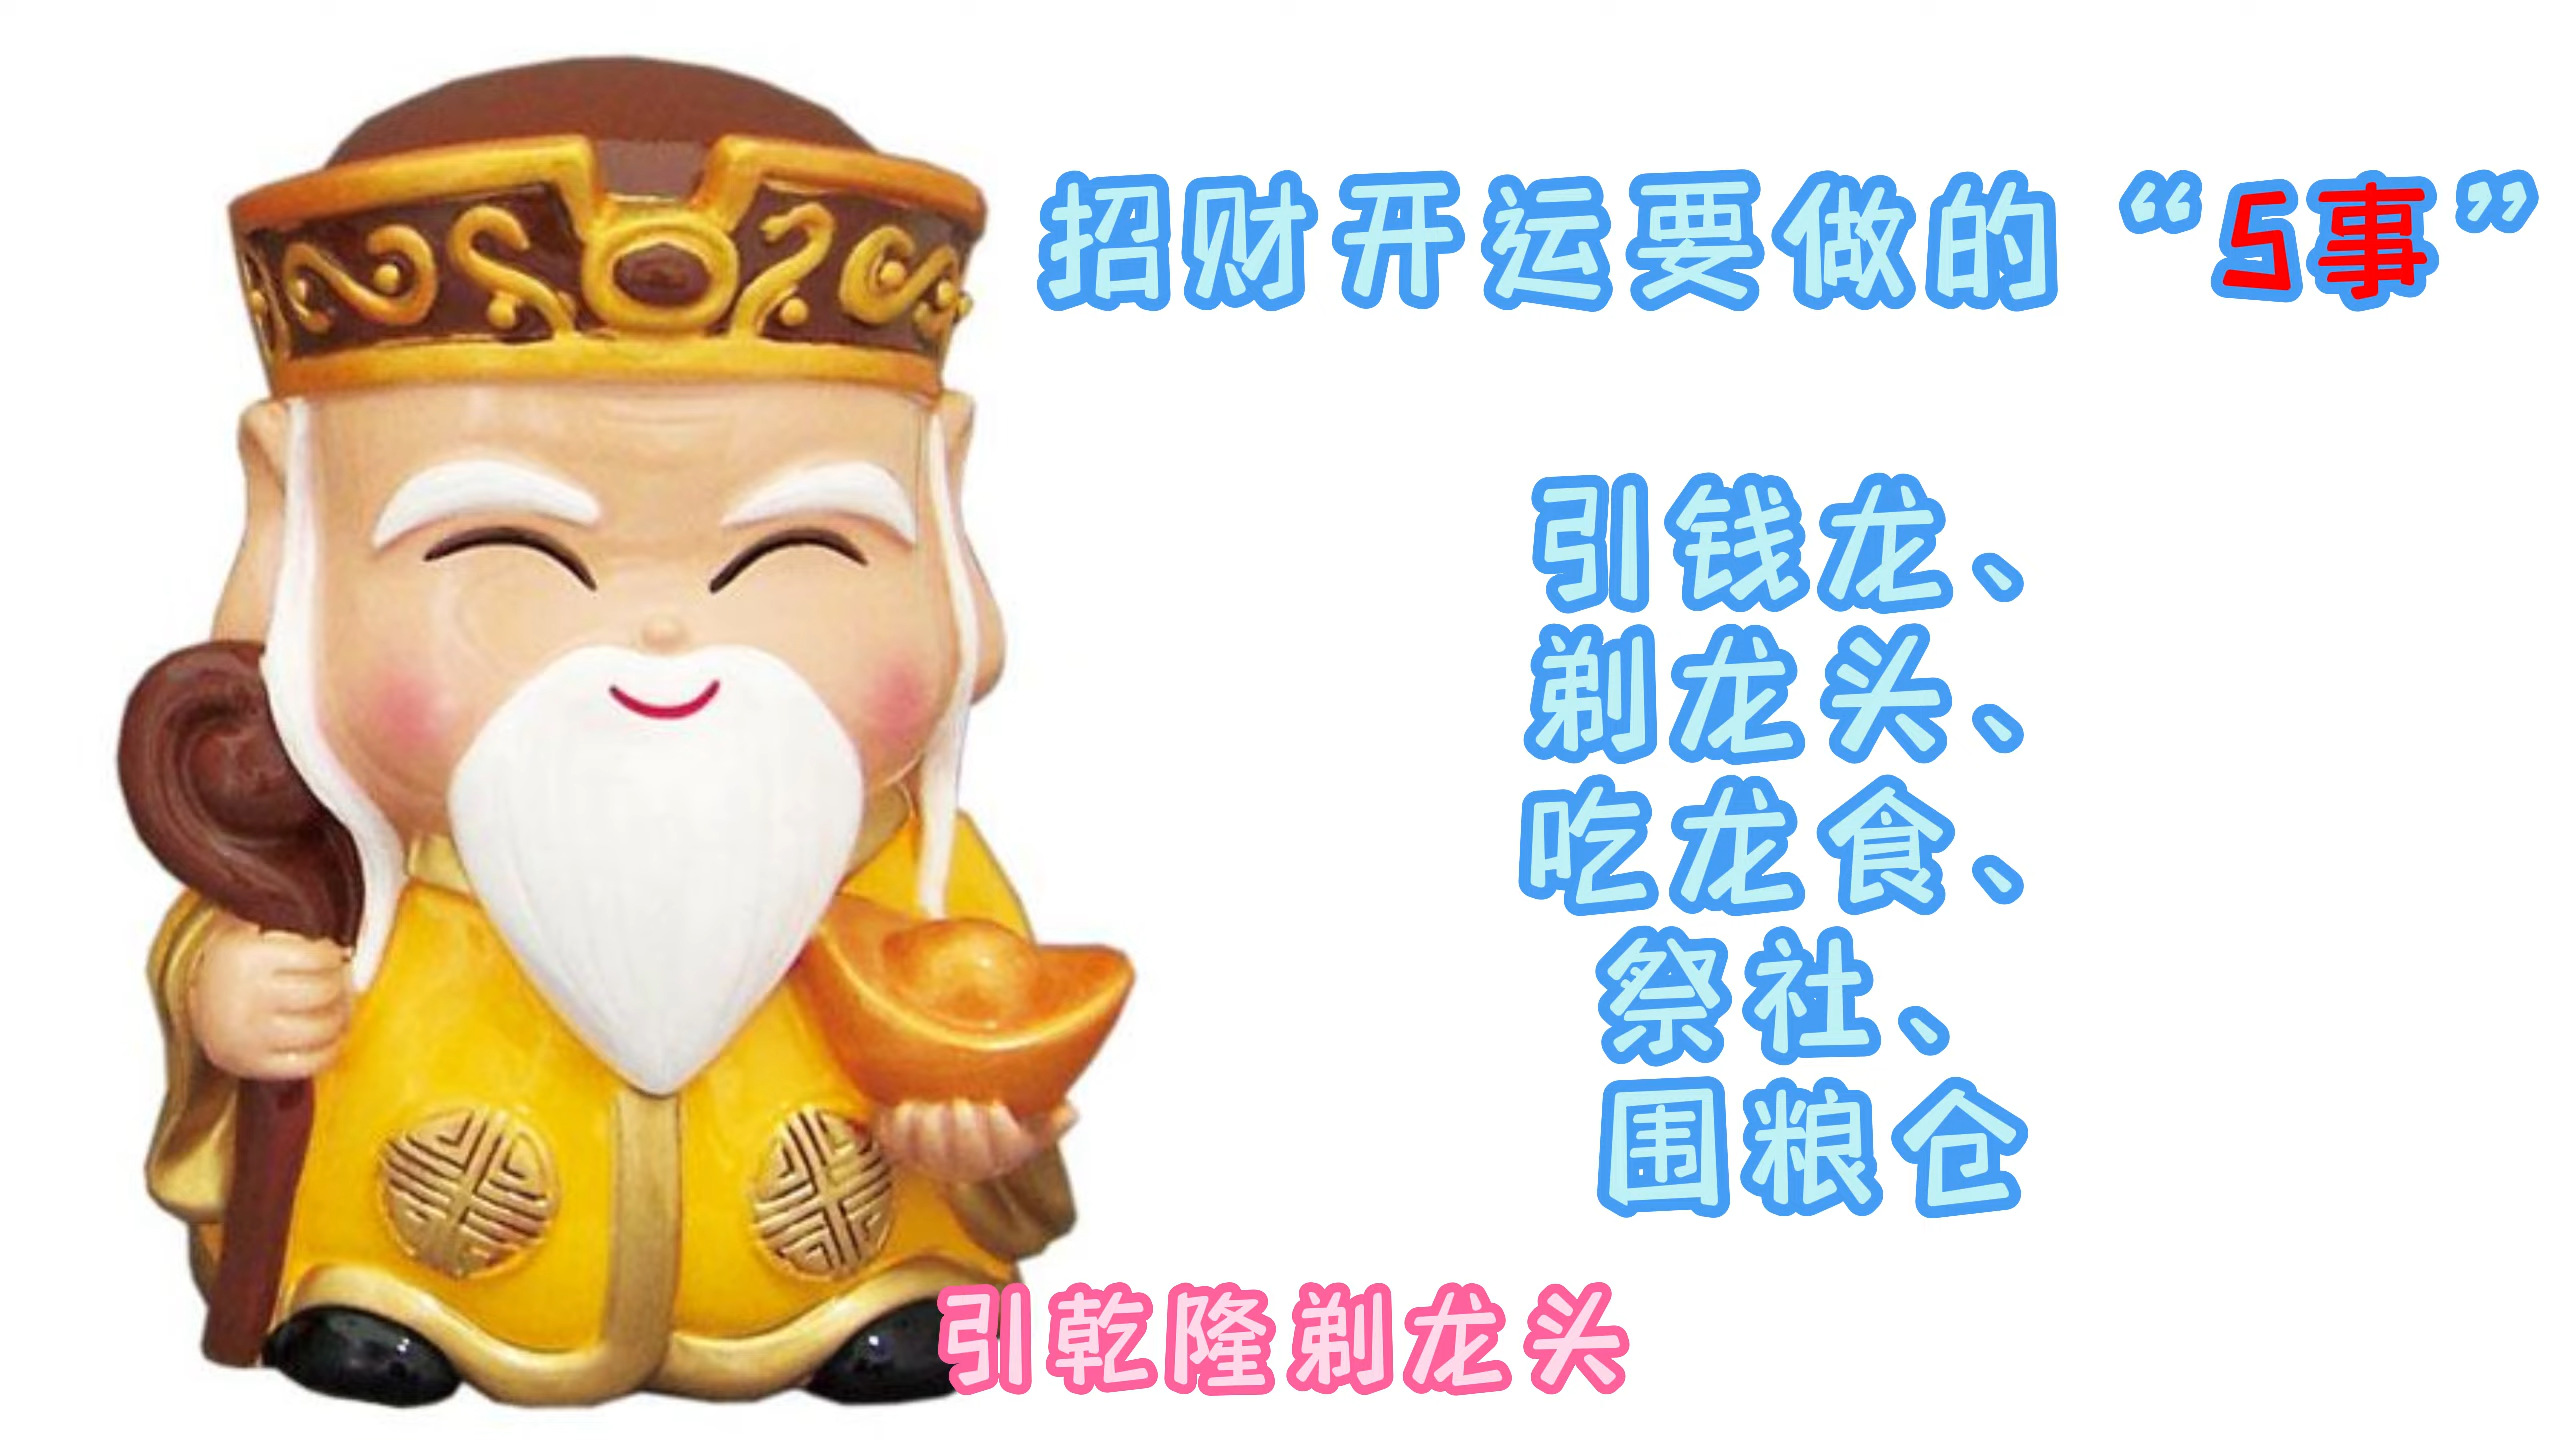 招财开运要做的“5事”
引钱龙、
剃龙头、
吃龙食、
祭社、
围粮仓
引乾隆剃龙头